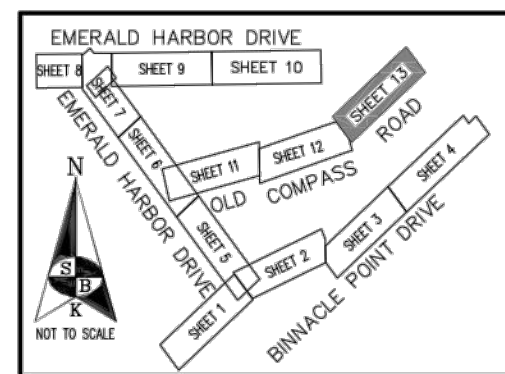 EMERALD HARBOR DRIVE
SHEET 8
SHEET 9
SHEET 10
SHEET 7
SHEET 13
EMERALD HARBOR DRIVE
SHEET 6
SHEET 11
SHEET 12
OLD COMPASS ROAD
SHEET 4
SHEET 5
SHEET 3
SHEET 2
SHEET 1
BINNACLE POINT DRIVE
N
S
B
K
NOT TO SCALE